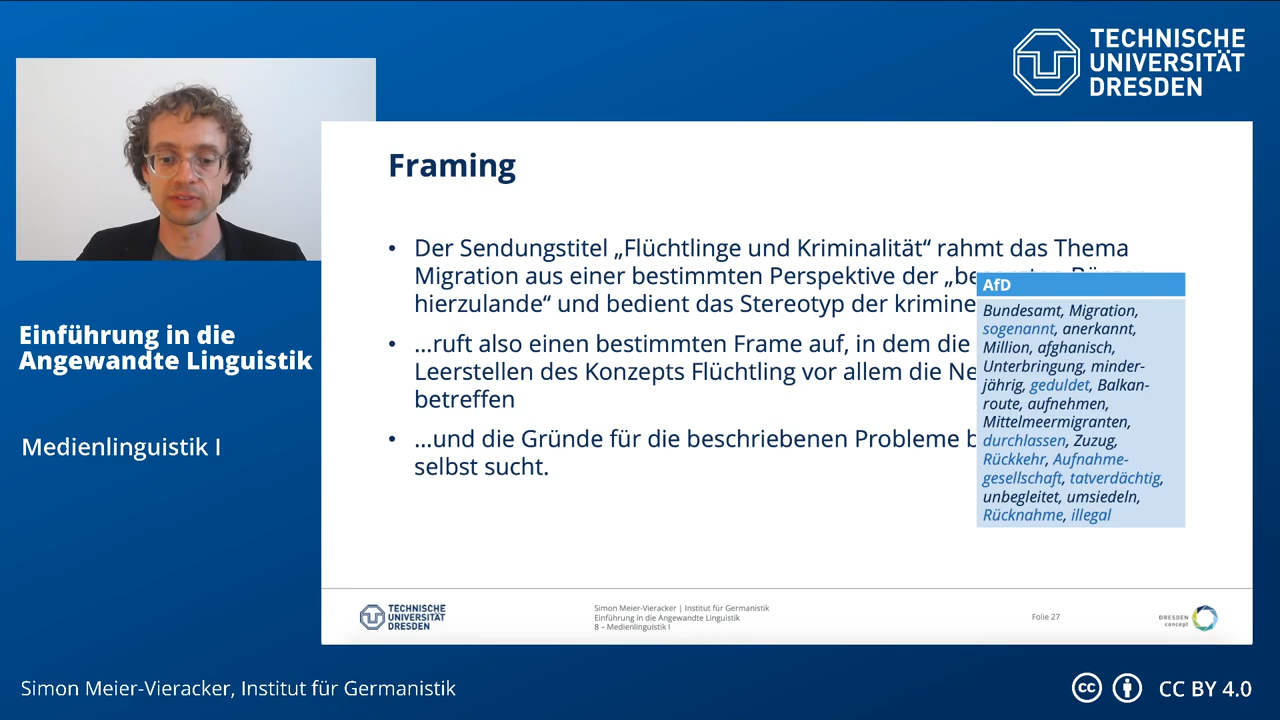 TECHNISCHE
UNIVERSITÄT
DRESDEN
Framing
• Der Sendungstitel „Flüchtlinge und Kriminalität“ rahmt das Thema
Migration aus einer bestimmten Perspektive der
hierzulande“ und bedient das Stereotyp der
• …ruft also einen bestimmten Frame auf, in dem die
Leerstellen des Konzepts Flüchtling vor allem die
betreffen
• …und die Gründe für die beschriebenen Probleme
selbst sucht.
AfD
Bundesamt, Migration,
sogenannt, anerkannt,
Million, afghanisch,
Unterbringung, minder-
jährig, geduldet, Balkan-
route, aufnehmen,
Mittelmeermigranten,
durchlassen, Zuzug,
Rückkehr, Aufnahme-
gesellschaft, tatverdächtig,
unbegleitet, umsiedeln,
Rücknahme, illegal
Einführung in die
Angewandte Linguistik
Medienlinguistik I
TECHNISCHE
UNIVERSITÄT
DRESDEN
Simon Meier-Vieracker | Institut für Germanistik
Einführung in die Angewandte Linguistik
8 – Medienlinguistik I
Folie 27
DRESDEN
concept
Simon Meier-Vieracker, Institut für Germanistik
cc
CC BY 4.0